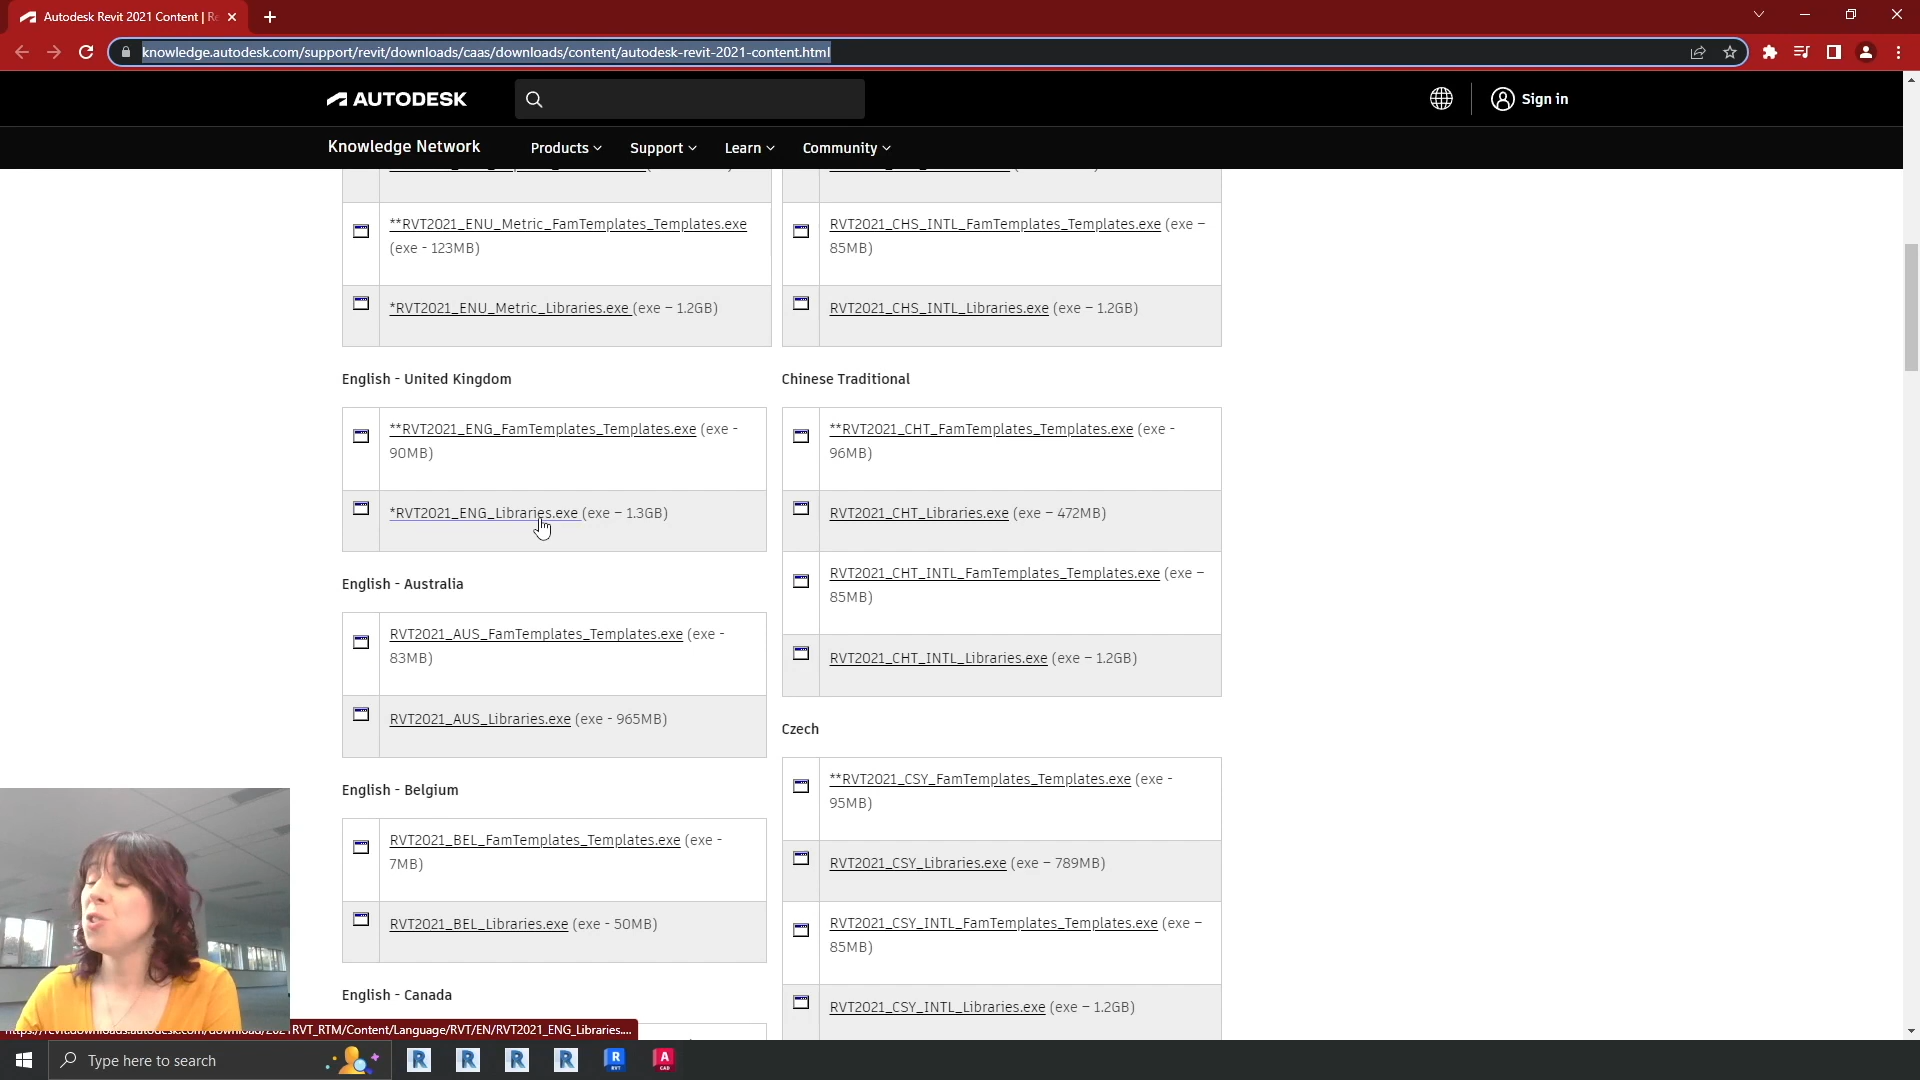 Autodesk Revit 2021 Content | Re
knowledge.autodesk.com/support/revit/downloads/caas/downloads/content/autodesk-revit-2021-content.html
AUTODESK
Sign in
Knowledge Network
Products
Support
Learn
Community
**RVT2021_ENU_Metric_FamTemplates_Templates.exe
(exe - 123MB)
*RVT2021_ENU_Metric_Libraries.exe (exe – 1.2GB)
English - United Kingdom
**RVT2021_ENG_FamTemplates_Templates.exe (exe -
90MB)
*RVT2021_ENG_Libraries.exe (exe – 1.3GB)
English - Australia
RVT2021_AUS_FamTemplates_Templates.exe (exe -
83MB)
RVT2021_AUS_Libraries.exe (exe - 965MB)
English - Belgium
RVT2021_BEL_FamTemplates_Templates.exe (exe -
7MB)
RVT2021_BEL_Libraries.exe (exe - 50MB)
English - Canada
RVT2021_CHS_INTL_FamTemplates_Templates.exe (exe –
85MB)
RVT2021_CHS_INTL_Libraries.exe (exe – 1.2GB)
Chinese Traditional
**RVT2021_CHT_FamTemplates_Templates.exe (exe -
96MB)
RVT2021_CHT_Libraries.exe (exe – 472MB)
RVT2021_CHT_INTL_FamTemplates_Templates.exe (exe –
85MB)
RVT2021_CHT_INTL_Libraries.exe (exe – 1.2GB)
Czech
**RVT2021_CSY_FamTemplates_Templates.exe (exe -
95MB)
RVT2021_CSY_Libraries.exe (exe – 789MB)
RVT2021_CSY_INTL_FamTemplates_Templates.exe (exe –
85MB)
RVT2021_CSY_INTL_Libraries.exe (exe – 1.2GB)
RVT_RTM/Content/Language/RVT/EN/RVT2021_ENG_Libraries....
Type here to search
R
R
R
R
R
RVT
A
CAD